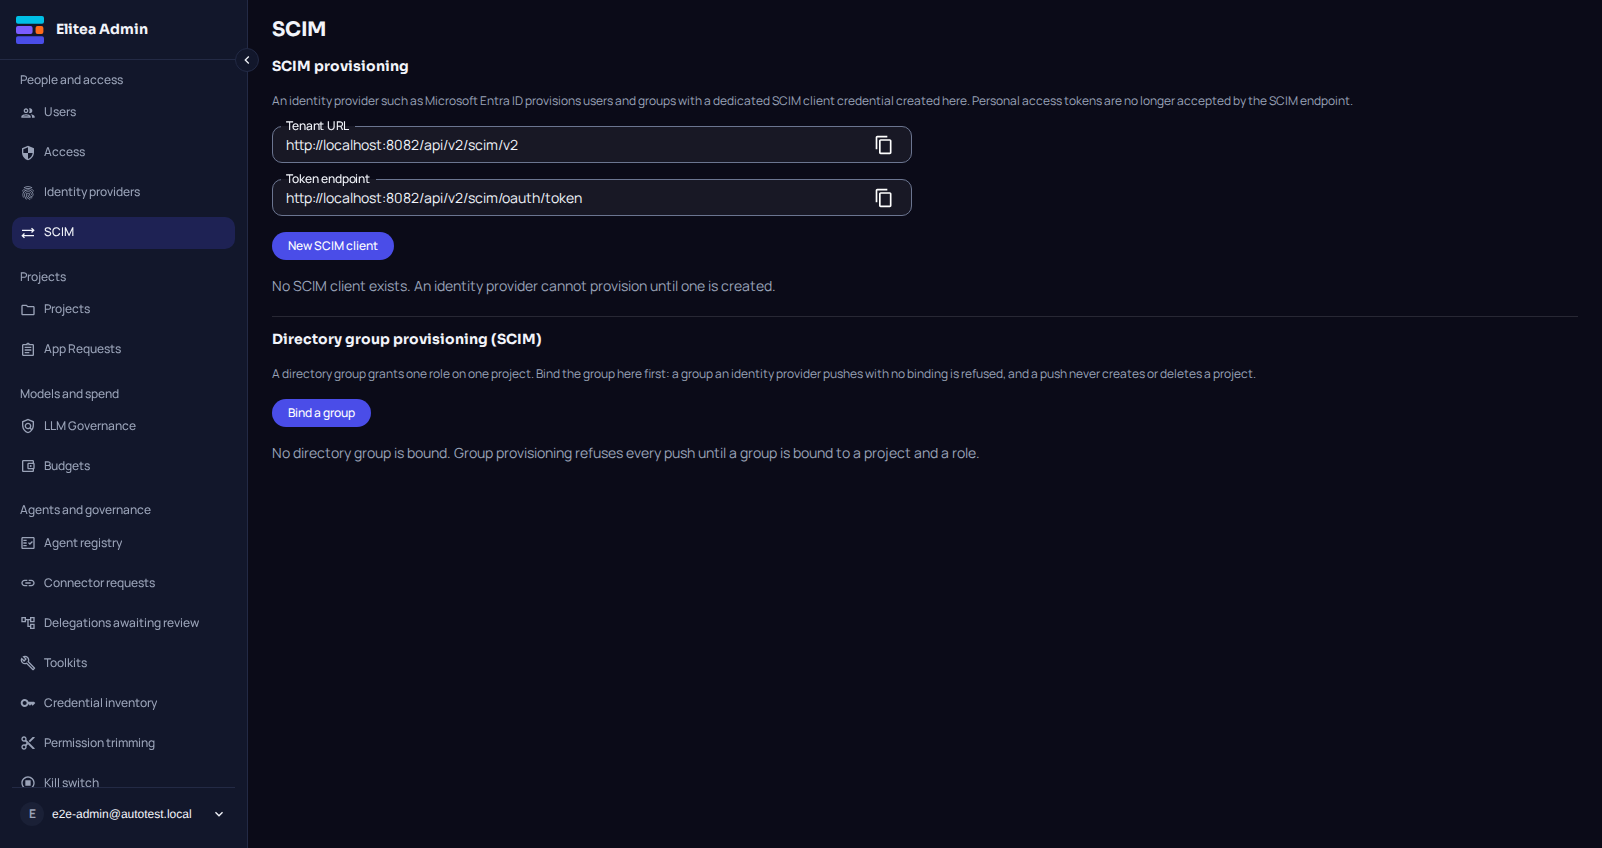 Elitea Admin
People and access
Users
Access
Identity providers
SCIM
Projects
Projects
App Requests
Models and spend
LLM Governance
Budgets
Agents and governance
Agent registry
Connector requests
Delegations awaiting review
Toolkits
Credential inventory
Permission trimming
Kill switch
E
e2e-admin@autotest.local
SCIM
SCIM provisioning
An identity provider such as Microsoft Entra ID provisions users and groups with a dedicated SCIM client credential created here. Personal access tokens are no longer accepted by the SCIM endpoint.
Tenant URL
http://localhost:8082/api/v2/scim/v2
Token endpoint
http://localhost:8082/api/v2/scim/oauth/token
New SCIM client
No SCIM client exists. An identity provider cannot provision until one is created.
Directory group provisioning (SCIM)
A directory group grants one role on one project. Bind the group here first: a group an identity provider pushes with no binding is refused, and a push never creates or deletes a project.
Bind a group
No directory group is bound. Group provisioning refuses every push until a group is bound to a project and a role.